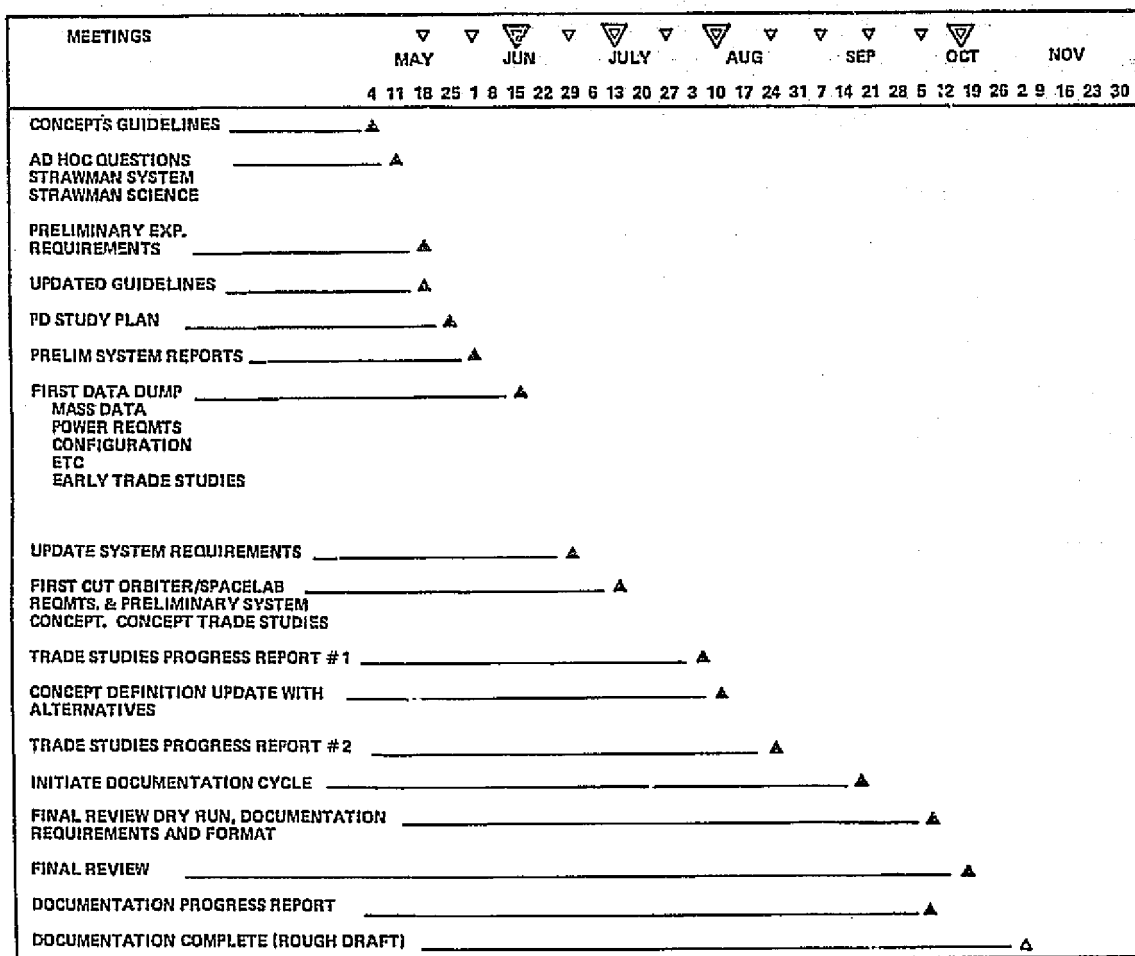 MEETINGS
MAY JUN JULY AUG SEP OCT NOV
4 11 18 25 1 8 15 22 29 6 13 20 27 3 10 17 24 31 7 14 21 28 5 12 19 26 2 9 16 23 30
CONCEPTS GUIDELINES
AD HOC QUESTIONS
STRAWMAN SYSTEM
STRAWMAN SCIENCE
PRELIMINARY EXP.
REQUIREMENTS
UPDATED GUIDELINES
PD STUDY PLAN
PRELIM SYSTEM REPORTS
FIRST DATA DUMP
MASS DATA
POWER REQMTS
CONFIGURATION
ETC
EARLY TRADE STUDIES
UPDATE SYSTEM REQUIREMENTS
FIRST CUT ORBITER/SPACELAB
REQMTS. & PRELIMINARY SYSTEM
CONCEPT. CONCEPT TRADE STUDIES
TRADE STUDIES PROGRESS REPORT #1
CONCEPT DEFINITION UPDATE WITH
ALTERNATIVES
TRADE STUDIES PROGRESS REPORT #2
INITIATE DOCUMENTATION CYCLE
FINAL REVIEW DRY RUN, DOCUMENTATION
REQUIREMENTS AND FORMAT
FINAL REVIEW
DOCUMENTATION PROGRESS REPORT
DOCUMENTATION COMPLETE (ROUGH DRAFT)